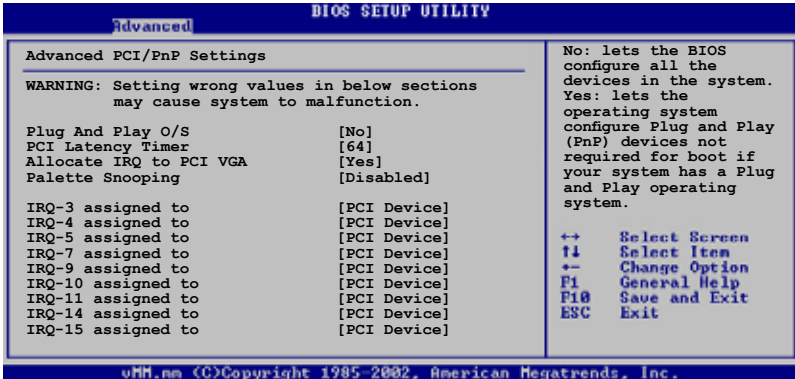 BIOS SETUP UTILITY
Advanced
Advanced PCI/PnP Settings
WARNING: Setting wrong values in below sections
may cause system to malfunction.
Plug And Play O/S [No]
PCI Latency Timer [64]
Allocate IRQ to PCI VGA [Yes]
Palette Snooping [Disabled]
IRQ-3 assigned to [PCI Device]
IRQ-4 assigned to [PCI Device]
IRQ-5 assigned to [PCI Device]
IRQ-7 assigned to [PCI Device]
IRQ-9 assigned to [PCI Device]
IRQ-10 assigned to [PCI Device]
IRQ-11 assigned to [PCI Device]
IRQ-14 assigned to [PCI Device]
IRQ-15 assigned to [PCI Device]
No: lets the BIOS
configure all the
devices in the system.
Yes: lets the
operating system
configure Plug and Play
(PnP) devices not
required for boot if
your system has a Plug
and Play operating
system.
←→ Select Screen
↑↓ Select Item
+- Change Option
F1 General Help
F10 Save and Exit
ESC Exit
vMM.mm (C)Copyright 1985-2002, American Megatrends, Inc.